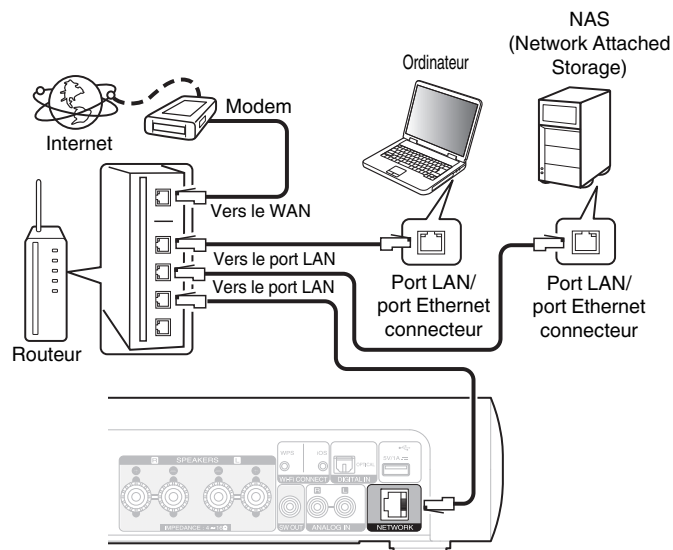 NAS
(Network Attached
Storage)
Ordinateur
Modem
Internet
Vers le WAN
Vers le port LAN
Vers le port LAN
Port LAN/
port Ethernet
connecteur
Port LAN/
port Ethernet
connecteur
Routeur
R SPEAKERS L
WPS
iOS
OPTICAL
5V/1A
Wi-Fi CONNECT
DIGITAL IN
R L
IMPEDANCE : 4~16Ω
SW OUT
ANALOG IN
NETWORK